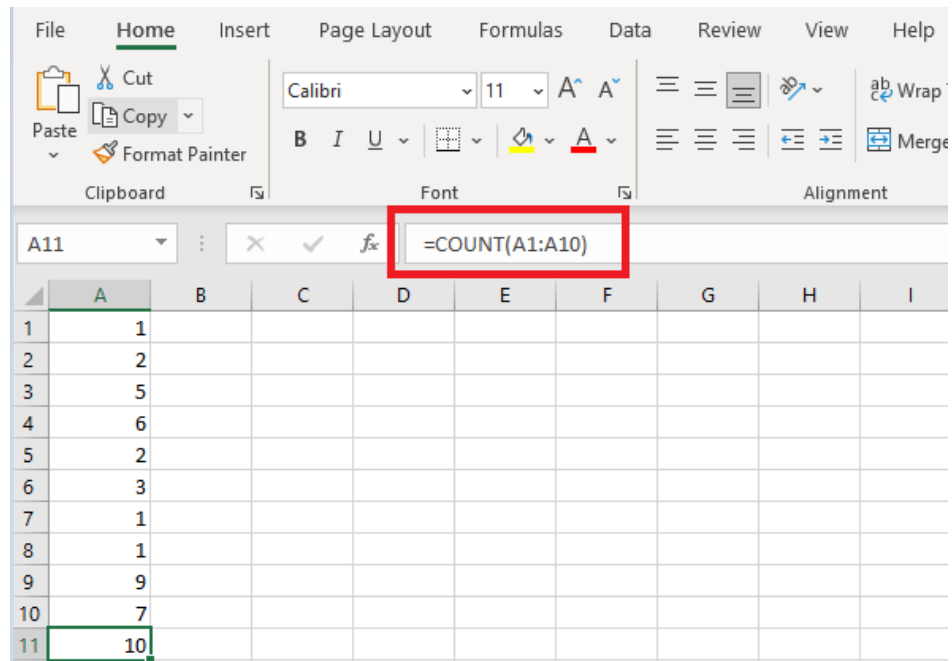 File Home Insert Page Layout Formulas Data Review View Help
Cut
Calibri 11 A^ A˅
ab Wrap
Copy
Paste
B I U A
Merge
Format Painter
Clipboard Font Alignment
A11 fx =COUNT(A1:A10)
A B C D E F G H I
1 1
2 2
3 5
4 6
5 2
6 3
7 1
8 1
9 9
10 7
11 10